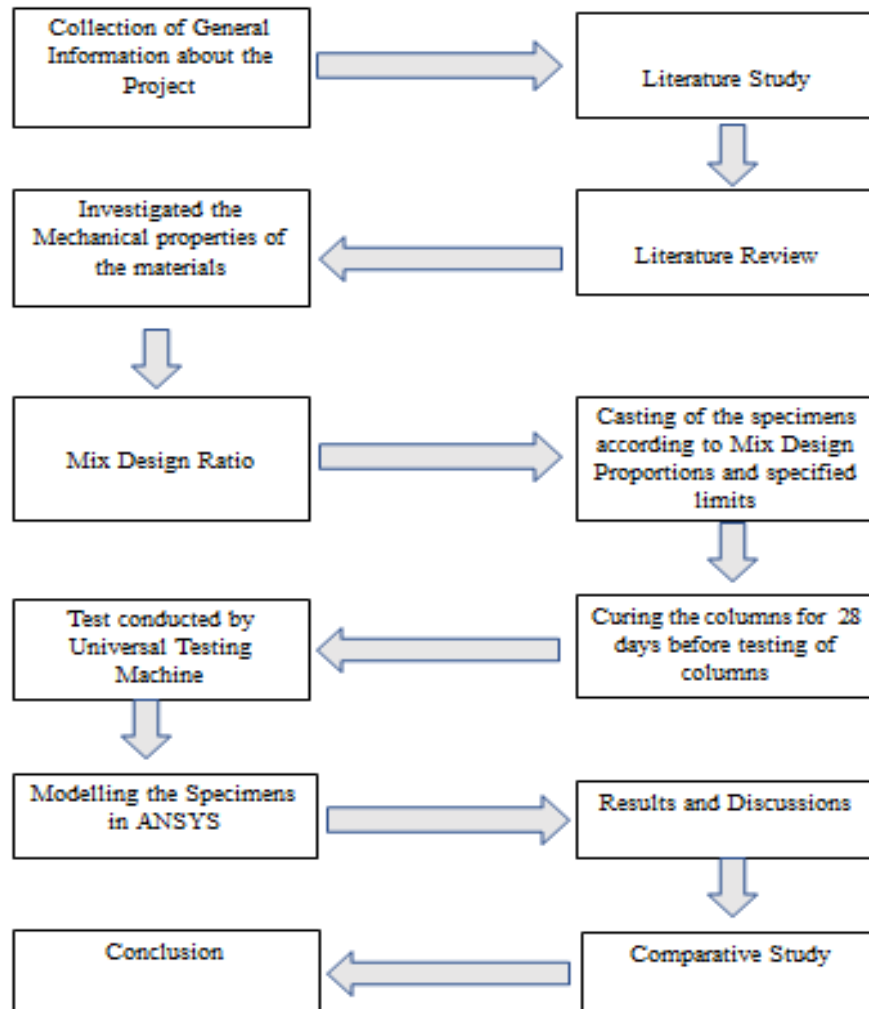 Collection of General
Information about the
Project
Literature Study
Literature Review
Investigated the
Mechanical properties of
the materials
Mix Design Ratio
Casting of the specimens
according to Mix Design
Proportions and specified
limits
Curing the columns for 28
days before testing of
columns
Test conducted by
Universal Testing
Machine
Modelling the Specimens
in ANSYS
Results and Discussions
Comparative Study
Conclusion